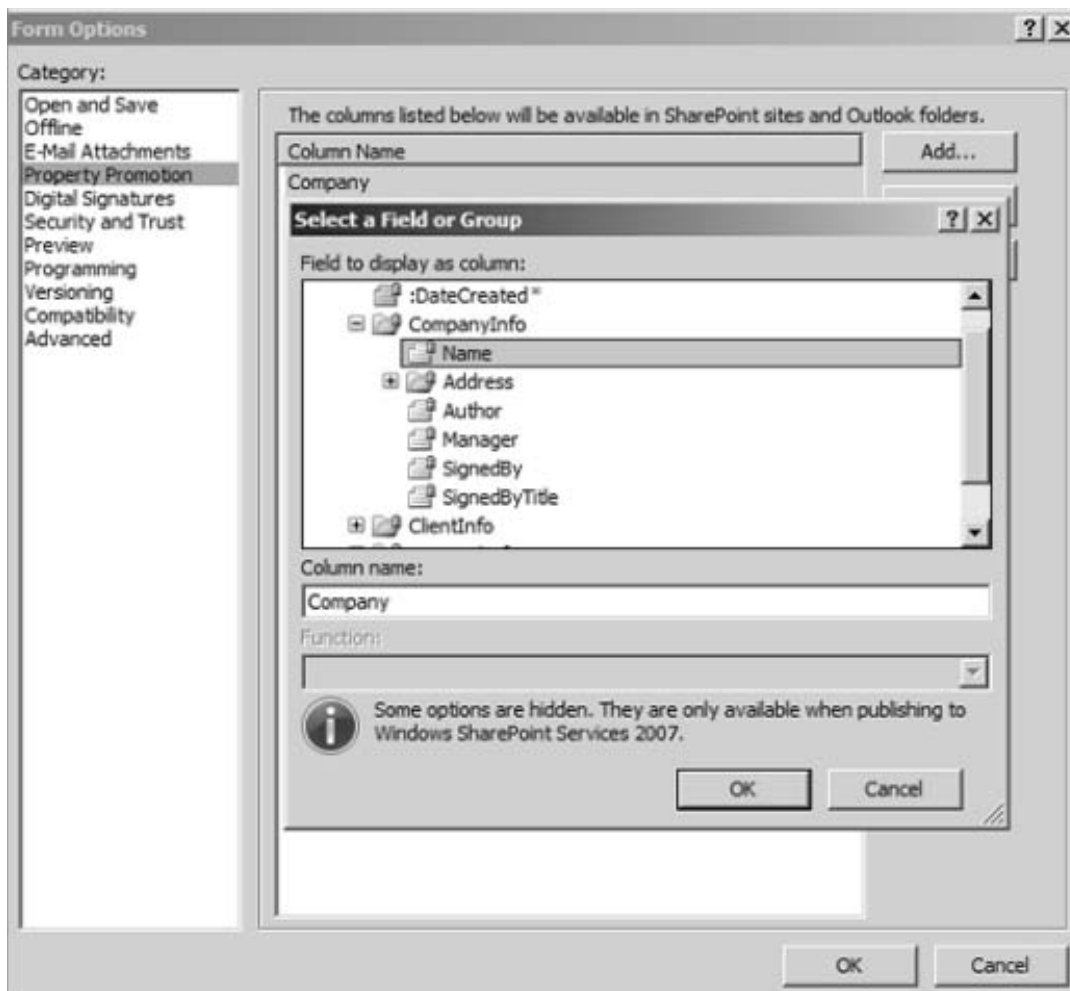 Form Options
Category:
Open and Save
Offline
E-Mail Attachments
Property Promotion
Digital Signatures
Security and Trust
Preview
Programming
Versioning
Compatibility
Advanced
The columns listed below will be available in SharePoint sites and Outlook folders.
Column Name
Add...
Company
Select a Field or Group
Field to display as column:
:DateCreated*
CompanyInfo
Name
Address
Author
Manager
SignedBy
SignedByTitle
ClientInfo
Column name:
Company
Function:
Some options are hidden. They are only available when publishing to
Windows SharePoint Services 2007.
OK
Cancel
OK
Cancel